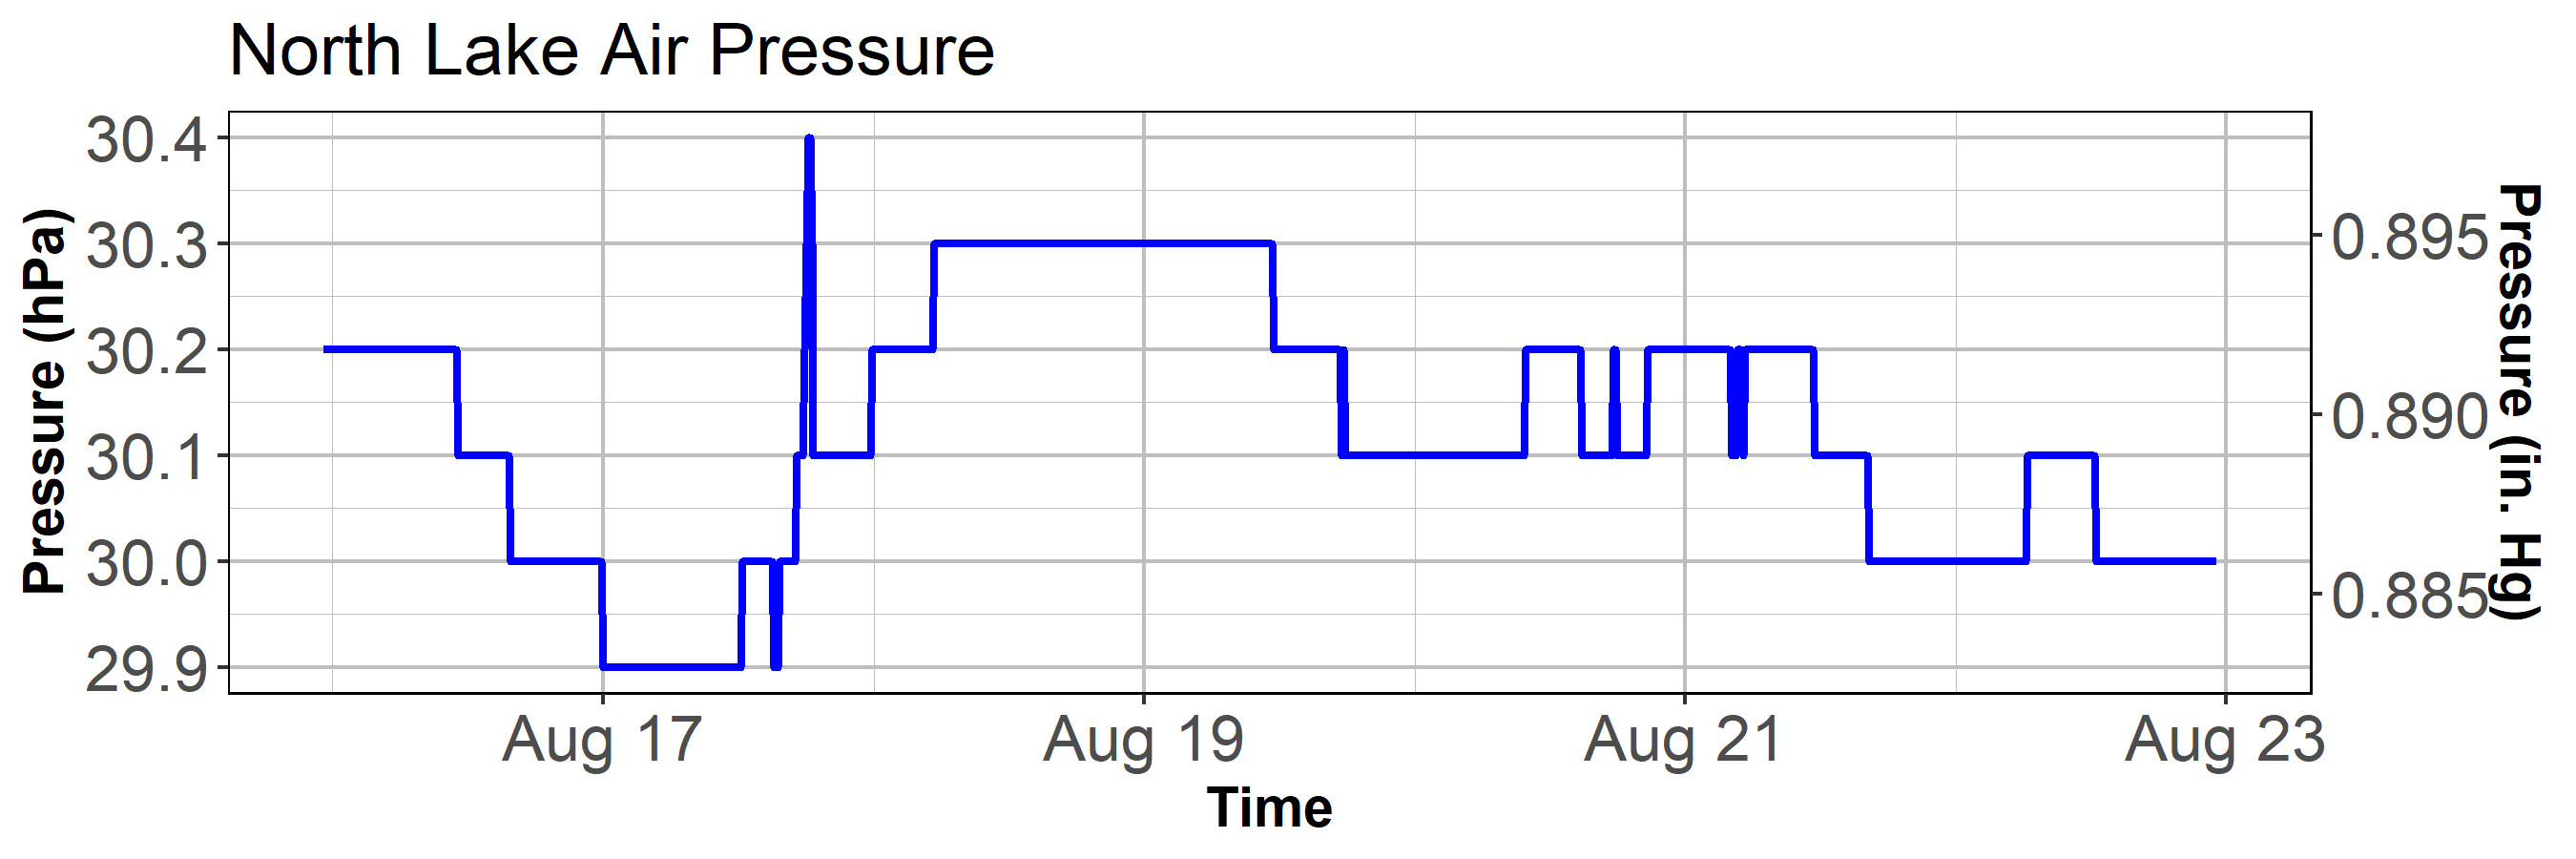 North Lake Air Pressure
Pressure (hPa)
30.4
30.3
30.2
30.1
30.0
29.9
0.895
0.890
0.885
Pressure (in. Hg)
Aug 17 Aug 19 Aug 21 Aug 23
Time